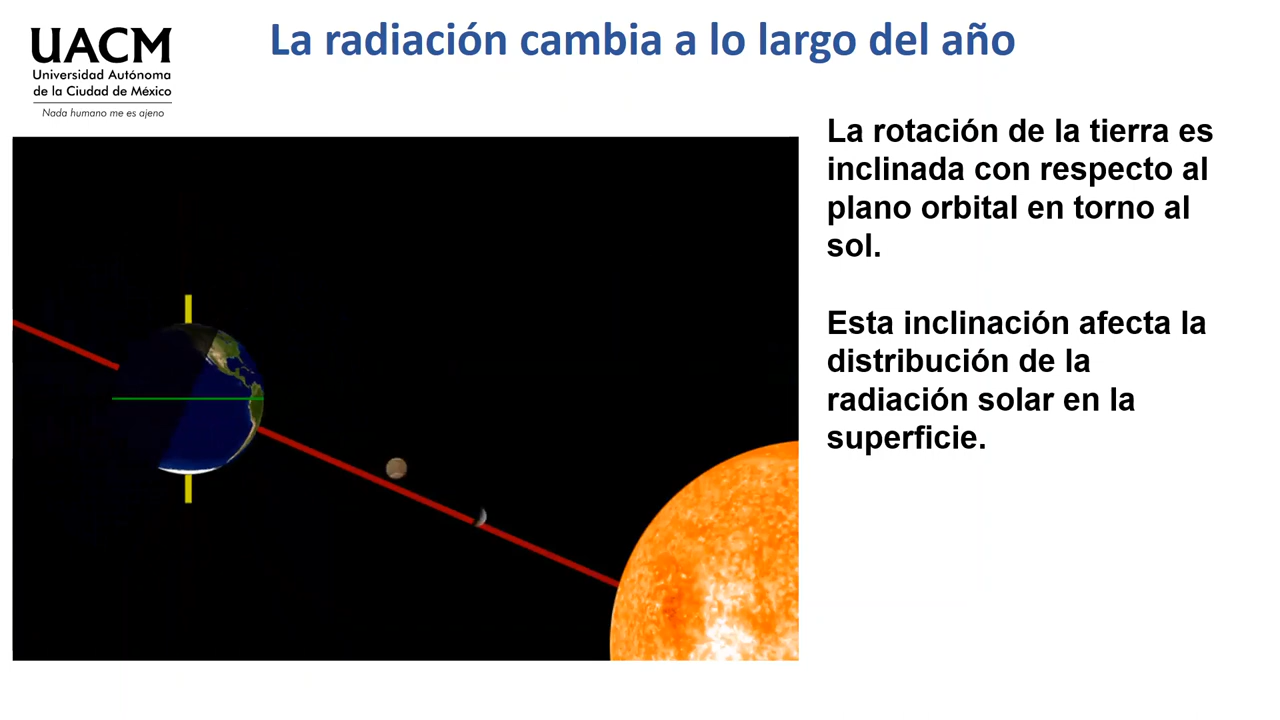 La radiación cambia a lo largo del año
UACM
Universidad Autónoma
de la Ciudad de México
Nada humano me es ajeno
La rotación de la tierra es
inclinada con respecto al
plano orbital en torno al
sol.
Esta inclinación afecta la
distribución de la
radiación solar en la
superficie.